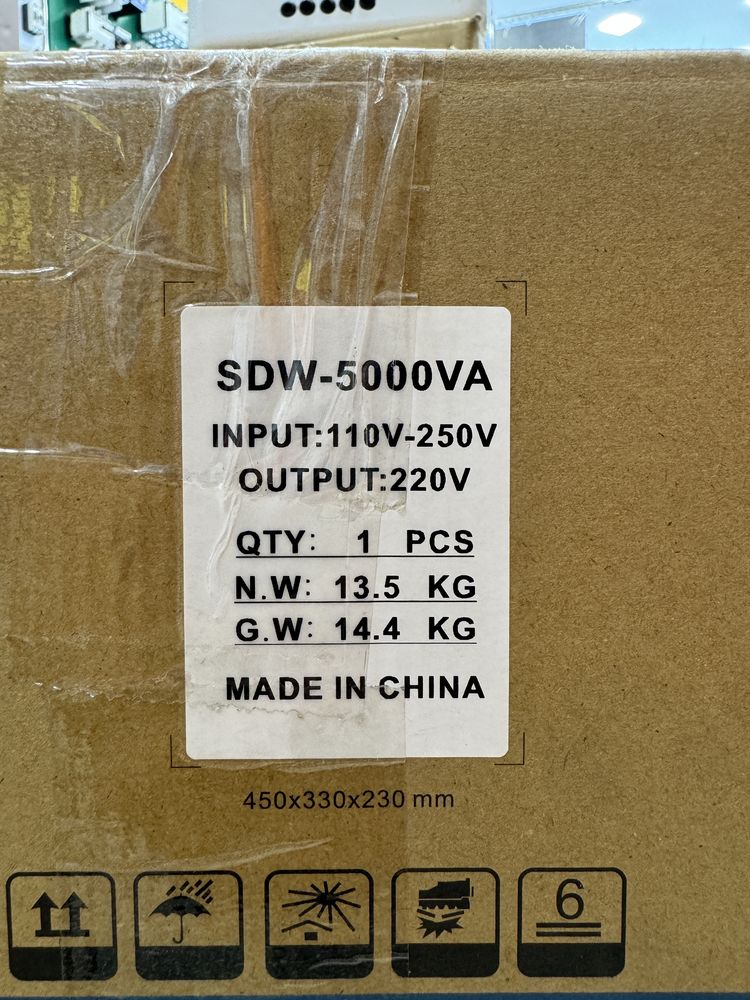 SDW-5000VA
INPUT:110V-250V
OUTPUT:220V
QTY: 1 PCS
N.W: 13.5 KG
G.W: 14.4 KG
MADE IN CHINA
450x330x230 mm
6